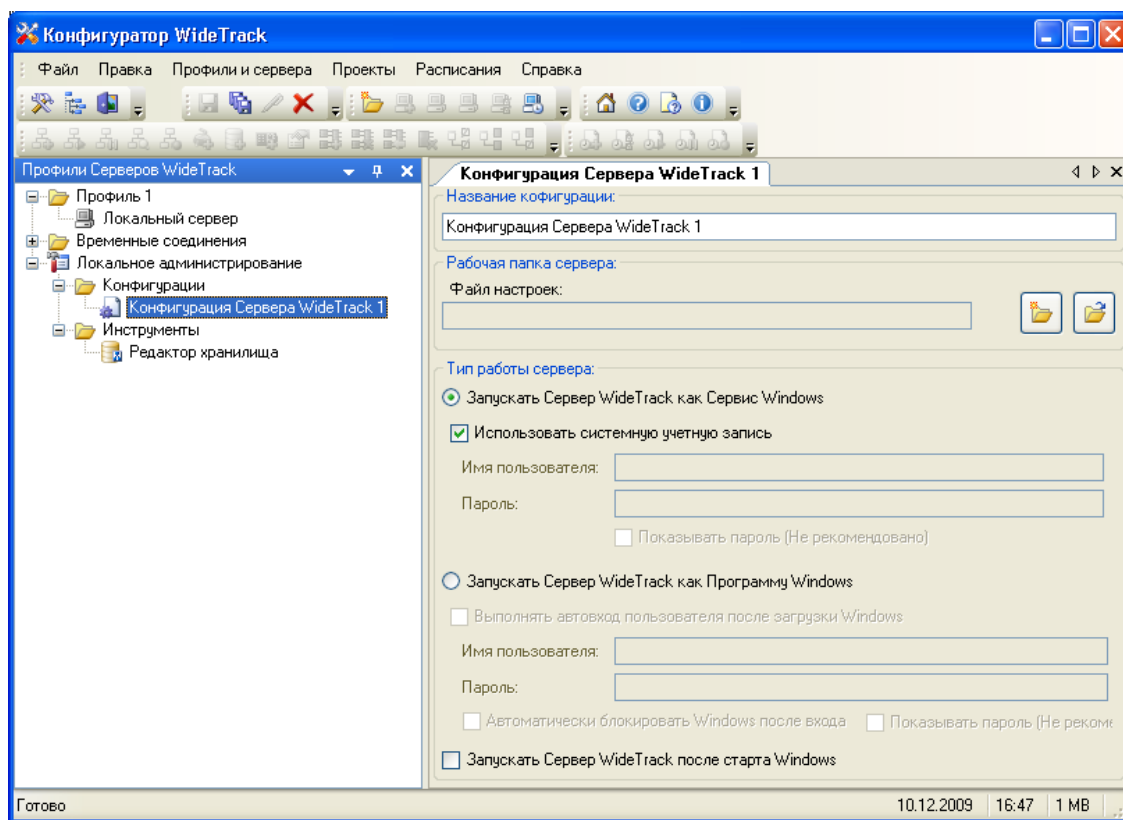 Конфигуратор WideTrack
Файл Правка Профили и сервера Проекты Расписания Справка
Профили Серверов WideTrack
Профиль 1
Локальный сервер
Временные соединения
Локальное администрирование
Конфигурации
Конфигурация Сервера WideTrack 1
Инструменты
Редактор хранилища
Конфигурация Сервера WideTrack 1
Название кофигурации:
Конфигурация Сервера WideTrack 1
Рабочая папка сервера:
Файл настроек:
Тип работы сервера:
Запускать Сервер WideTrack как Сервис Windows
Использовать системную учетную запись
Имя пользователя:
Пароль:
Показывать пароль (Не рекомендовано)
Запускать Сервер WideTrack как Программу Windows
Выполнять автовход пользователя после загрузки Windows
Имя пользователя:
Пароль:
Автоматически блокировать Windows после входа Показывать пароль (Не реком
Запускать Сервер WideTrack после старта Windows
Готово 10.12.2009 16:47 1 MB